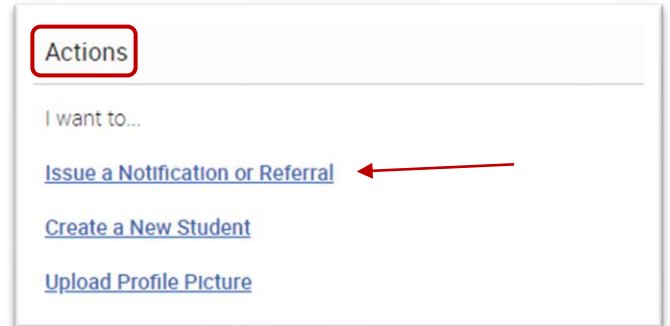 Actions
I want to...
Issue a Notification or Referral
Create a New Student
Upload Profile Picture